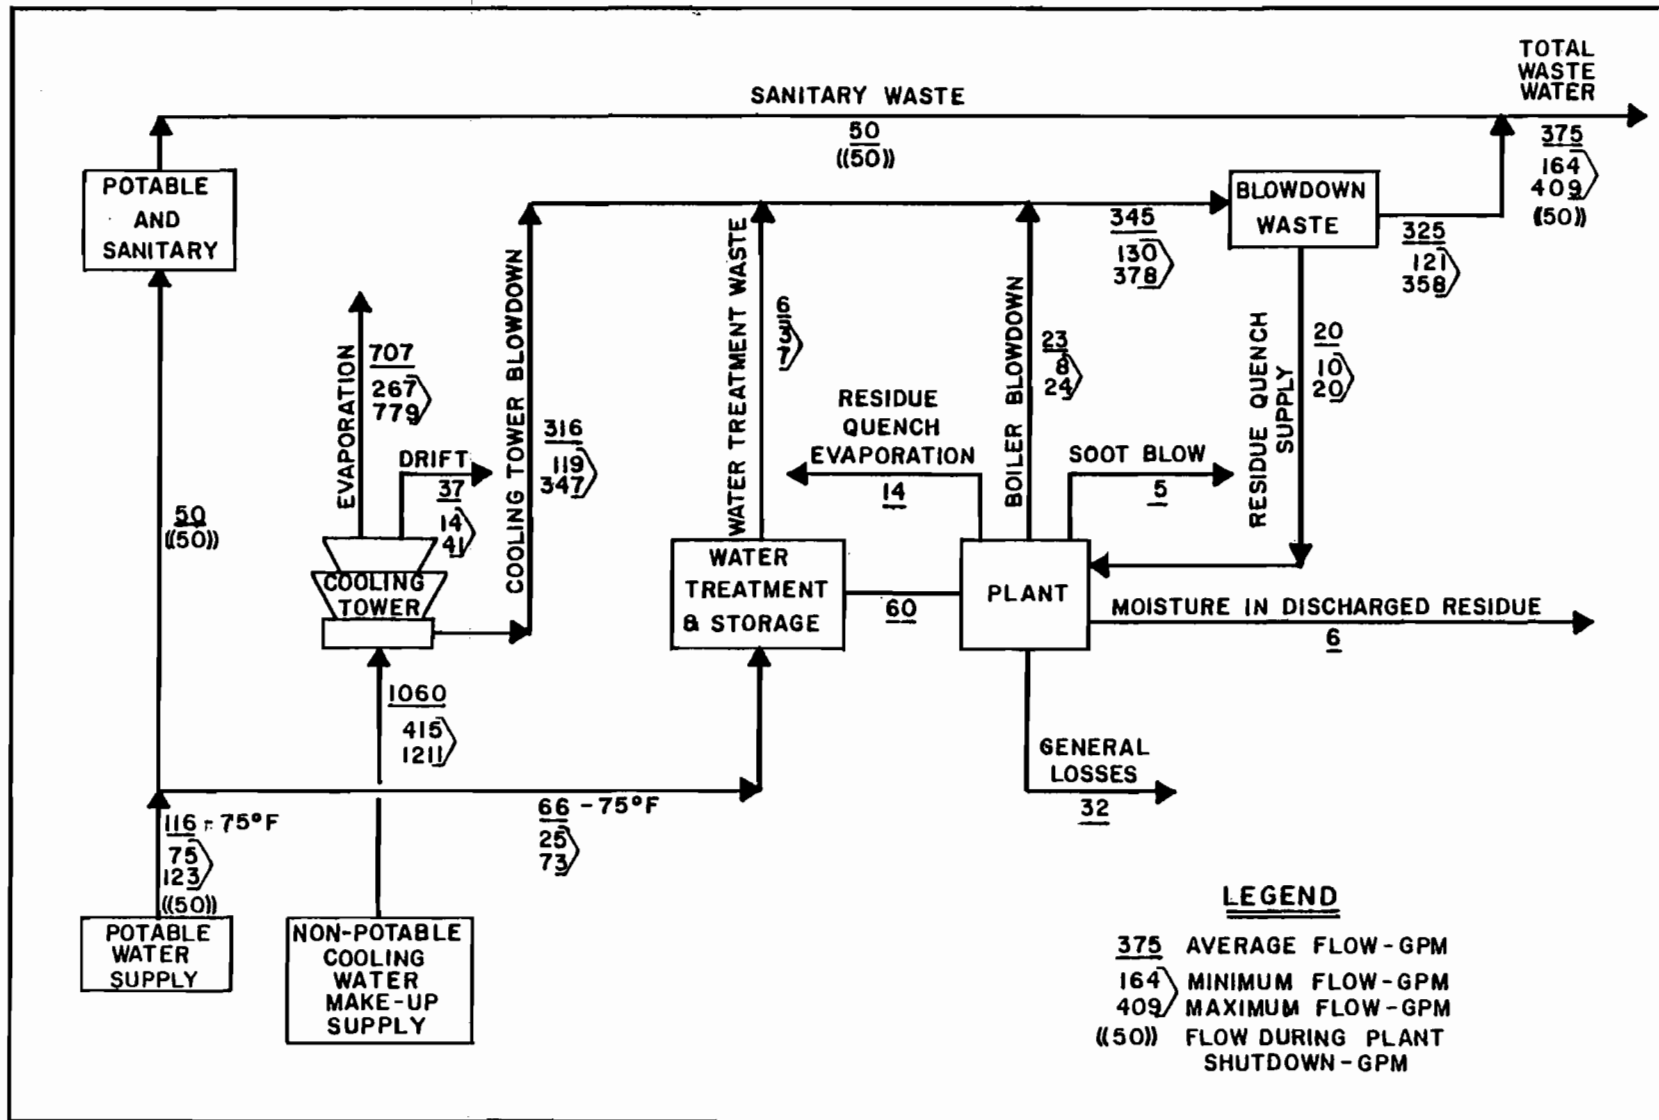 TOTAL
WASTE
WATER
SANITARY WASTE
50
((50))
375
164
409
((50))
POTABLE
AND
SANITARY
BLOWDOWN
WASTE
345
130
378
325
121
358
EVAPORATION
707
267
779
DRIFT
37
14
41
COOLING TOWER BLOWDOWN
316
119
347
WATER TREATMENT WASTE
6
7
RESIDUE
QUENCH
EVAPORATION
14
BOILER BLOWDOWN
23
8
24
SOOT BLOW
5
RESIDUE QUENCH
SUPPLY
20
10
20
50
((50))
COOLING
TOWER
WATER
TREATMENT
& STORAGE
60
PLANT
MOISTURE IN DISCHARGED RESIDUE
6
1060
415
1211
GENERAL
LOSSES
32
116 - 75°F
75
123
((50))
66 - 75°F
25
73
POTABLE
WATER
SUPPLY
NON-POTABLE
COOLING
WATER
MAKE-UP
SUPPLY
LEGEND
375 AVERAGE FLOW-GPM
164 MINIMUM FLOW-GPM
409 MAXIMUM FLOW-GPM
((50)) FLOW DURING PLANT
SHUTDOWN-GPM